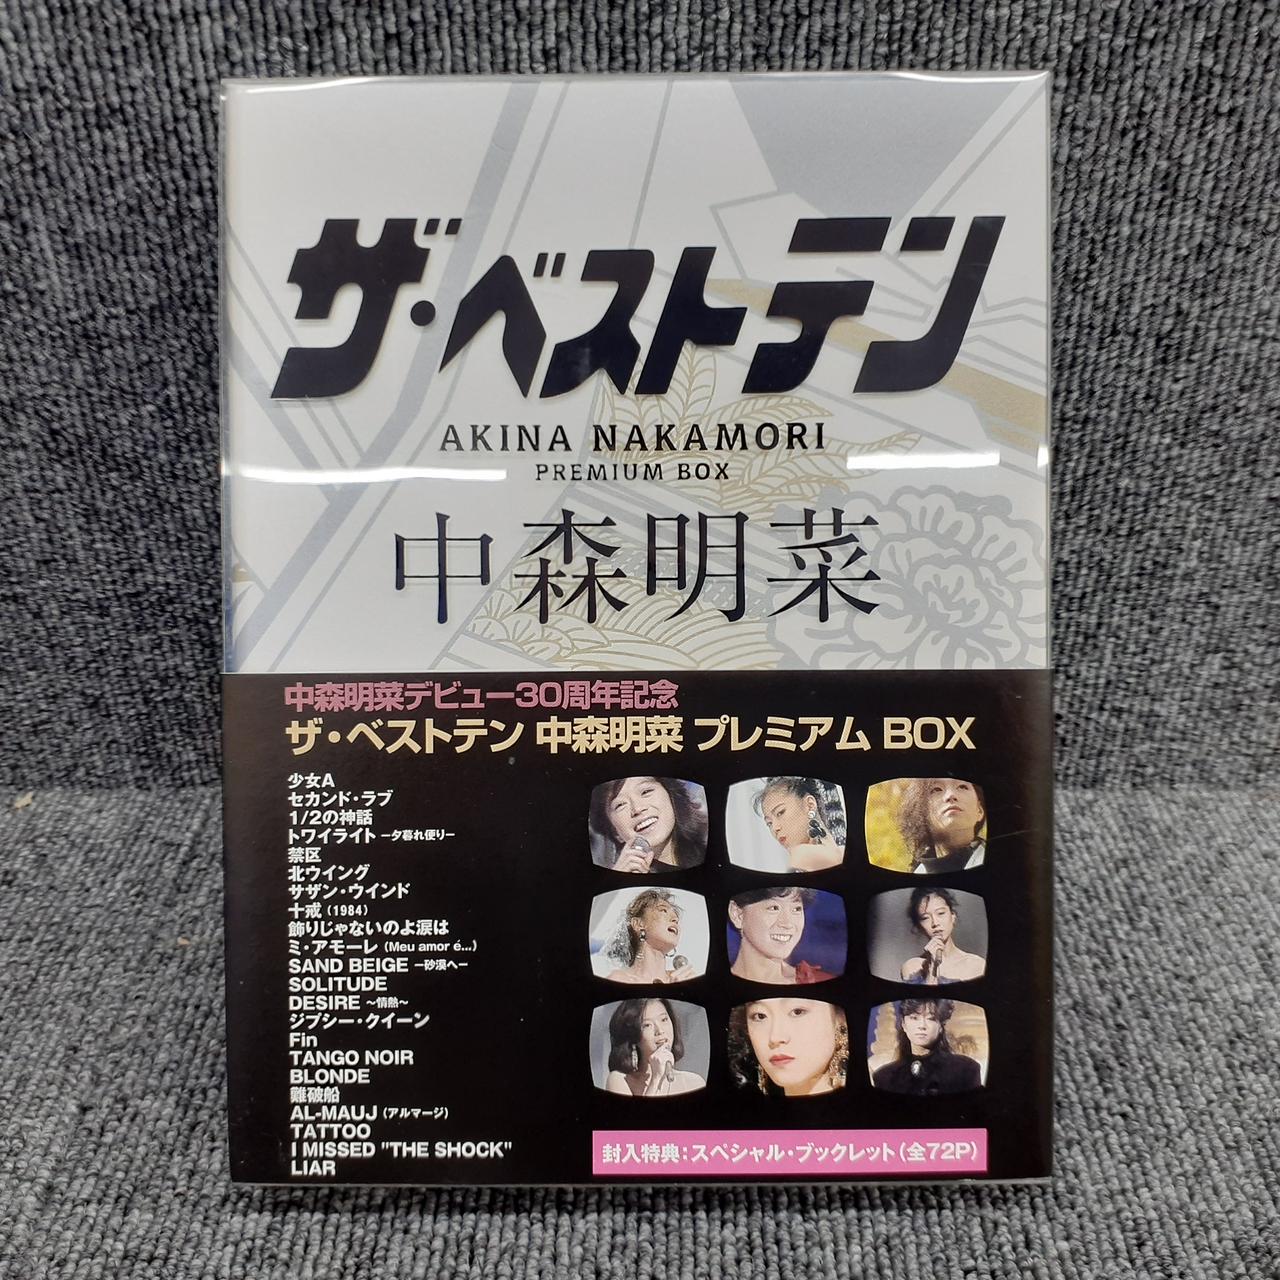 ザ・ベストテン
AKINA NAKAMORI
PREMIUM BOX
中森明菜
中森明菜デビュー30周年記念
ザ・ベストテン 中森明菜 プレミアム BOX
少女A
セカンド・ラブ
1/2の神話
トワイライト －夕暮れ便り－
禁区
北ウイング
サザン・ウインド
十戒 (1984)
飾りじゃないのよ涙は
ミ・アモーレ (Meu amor é...)
SAND BEIGE －砂漠へ－
SOLITUDE
DESIRE ～情熱～
ジプシー・クイーン
Fin
TANGO NOIR
BLONDE
難破船
AL-MAUJ (アルマージ)
TATTOO
I MISSED "THE SHOCK"
LIAR
封入特典：スペシャル・ブックレット(全72P)